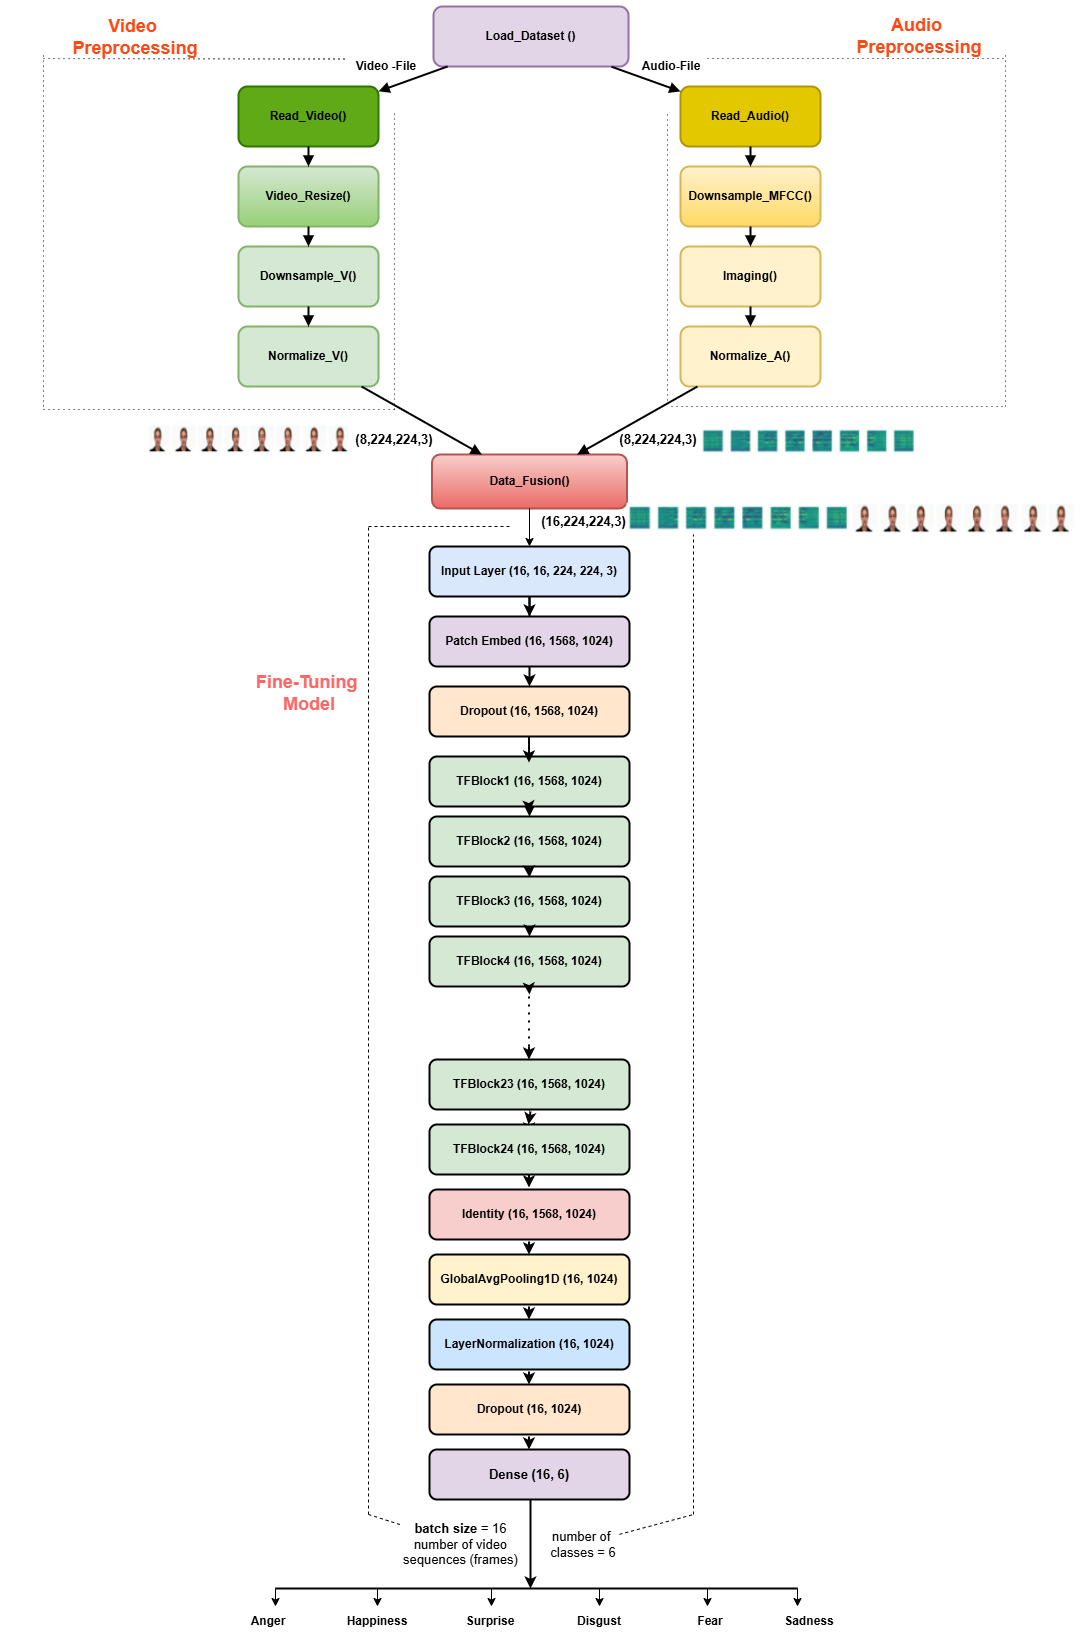 Load_Dataset ()
Video
Preprocessing
Audio
Preprocessing
Video -File
Audio-File
Read_Video()
Read_Audio()
Video_Resize()
Downsample_MFCC()
Downsample_V()
Imaging()
Normalize_V()
Normalize_A()
(8,224,224,3)
(8,224,224,3)
Data_Fusion()
(16,224,224,3)
Input Layer (16, 16, 224, 224, 3)
Patch Embed (16, 1568, 1024)
Fine-Tuning
Model
Dropout (16, 1568, 1024)
TFBlock1 (16, 1568, 1024)
TFBlock2 (16, 1568, 1024)
TFBlock3 (16, 1568, 1024)
TFBlock4 (16, 1568, 1024)
TFBlock23 (16, 1568, 1024)
TFBlock24 (16, 1568, 1024)
Identity (16, 1568, 1024)
GlobalAvgPooling1D (16, 1024)
LayerNormalization (16, 1024)
Dropout (16, 1024)
Dense (16, 6)
batch size = 16
number of video
sequences (frames)
number of
classes = 6
Anger
Happiness
Surprise
Disgust
Fear
Sadness